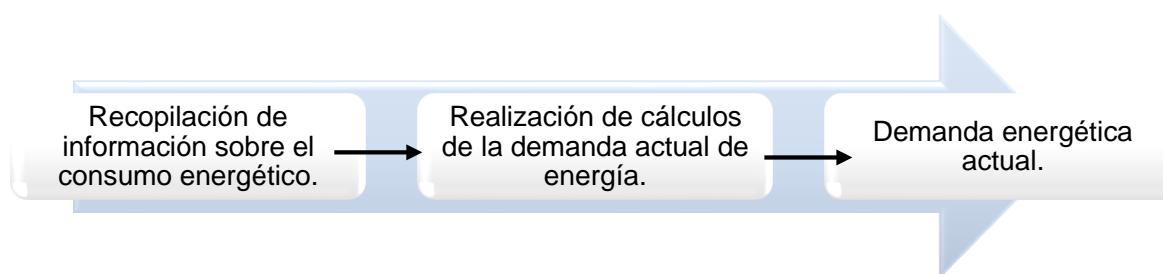 Recopilación de
información sobre el
consumo energético.
Realización de cálculos
de la demanda actual de
energía.
Demanda energética
actual.